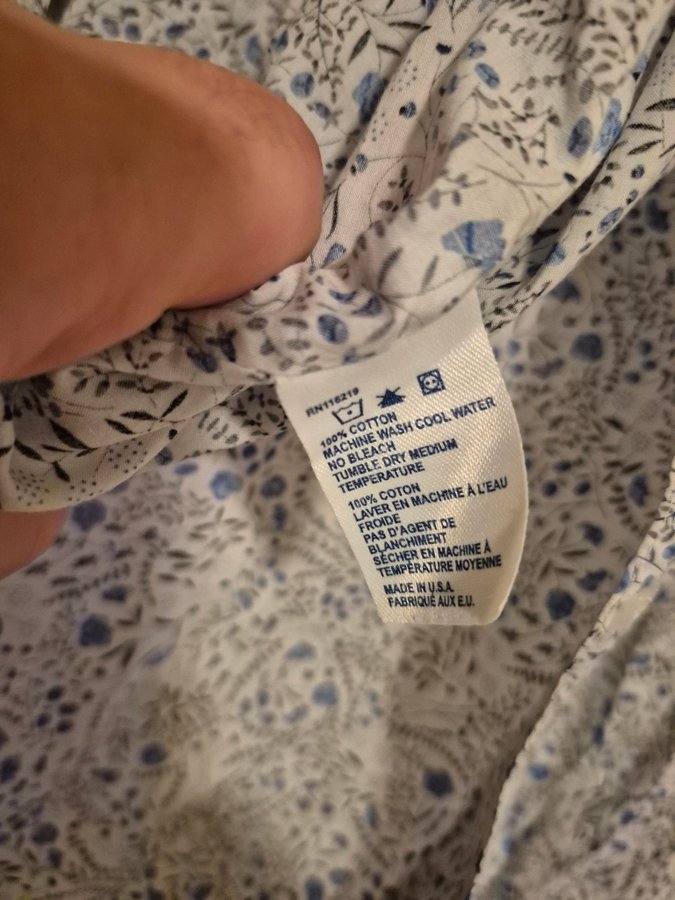 RN116219
100% COTTON
MACHINE WASH COOL WATER
NO BLEACH
TUMBLE DRY MEDIUM
TEMPERATURE
100% COTON
LAVER EN MACHINE À L'EAU
FROIDE
PAS D'AGENT DE
BLANCHIMENT
SÉCHER EN MACHINE À
TEMPÉRATURE MOYENNE
MADE IN U.S.A.
FABRIQUÉ AUX E.U.